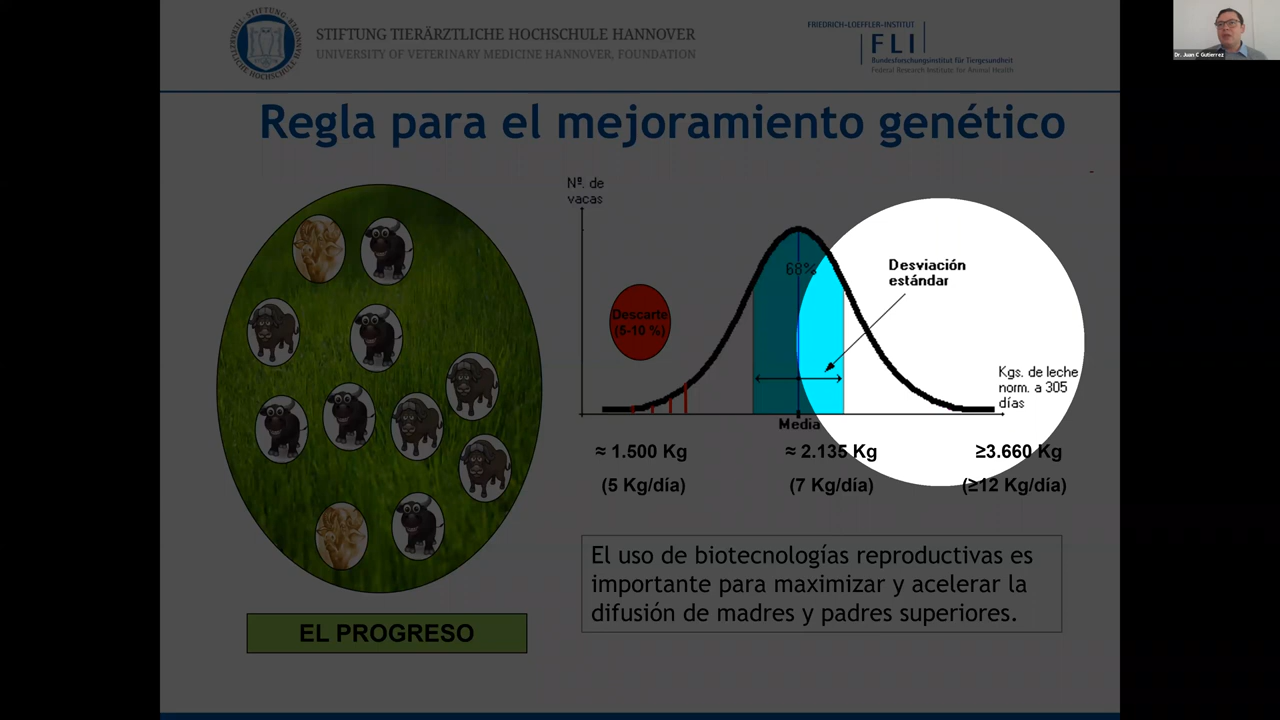 STIFTUNG TIERÄRZTLICHE HOCHSCHULE HANNOVER
UNIVERSITY OF VETERINARY MEDICINE HANNOVER, FOUNDATION
FRIEDRICH-LOEFFLER-INSTITUT
FLI
Bundesforschungsinstitut für Tiergesundheit
Federal Research Institute for Animal Health
Dr. Juan C Gutierrez
Regla para el mejoramiento genético
Nº. de
vacas
68%
Desviación
estándar
Descarte
(5-10 %)
Kgs. de leche
norm. a 305
días
Media
≈ 1.500 Kg
≈ 2.135 Kg
≥3.660 Kg
(5 Kg/día)
(7 Kg/día)
(≥12 Kg/día)
El uso de biotecnologías reproductivas es
importante para maximizar y acelerar la
difusión de madres y padres superiores.
EL PROGRESO